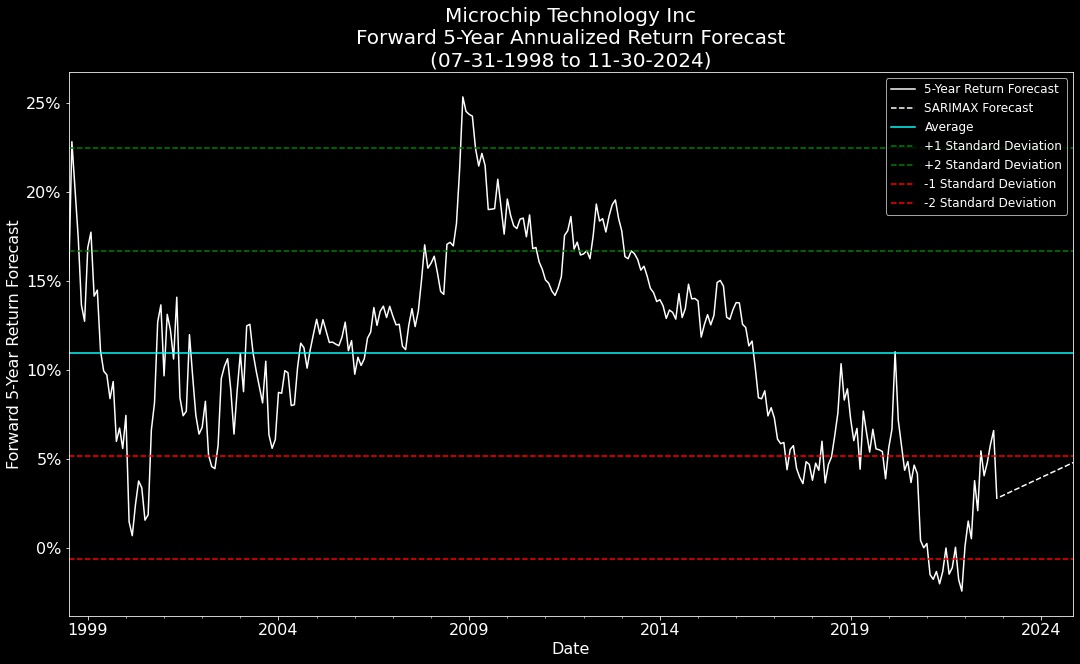 Microchip Technology Inc
Forward 5-Year Annualized Return Forecast
(07-31-1998 to 11-30-2024)
5-Year Return Forecast
SARIMAX Forecast
Average
+1 Standard Deviation
+2 Standard Deviation
-1 Standard Deviation
-2 Standard Deviation
Forward 5-Year Return Forecast
25%
20%
15%
10%
5%
0%
1999 2004 2009 2014 2019 2024
Date